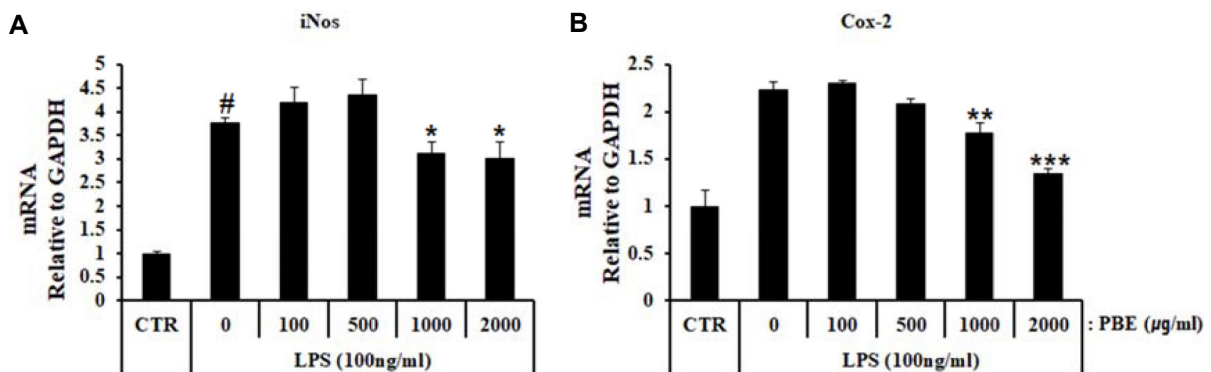 A
iNos
mRNA
Relative to GAPDH
5
4.5
4
3.5
3
2.5
2
1.5
1
0.5
0
#
*
*
CTR
0
100
500
1000
2000
LPS (100ng/ml)
B
Cox-2
mRNA
Relative to GAPDH
2.5
2
1.5
1
0.5
0
**
***
CTR
0
100
500
1000
2000
: PBE (μg/ml)
LPS (100ng/ml)